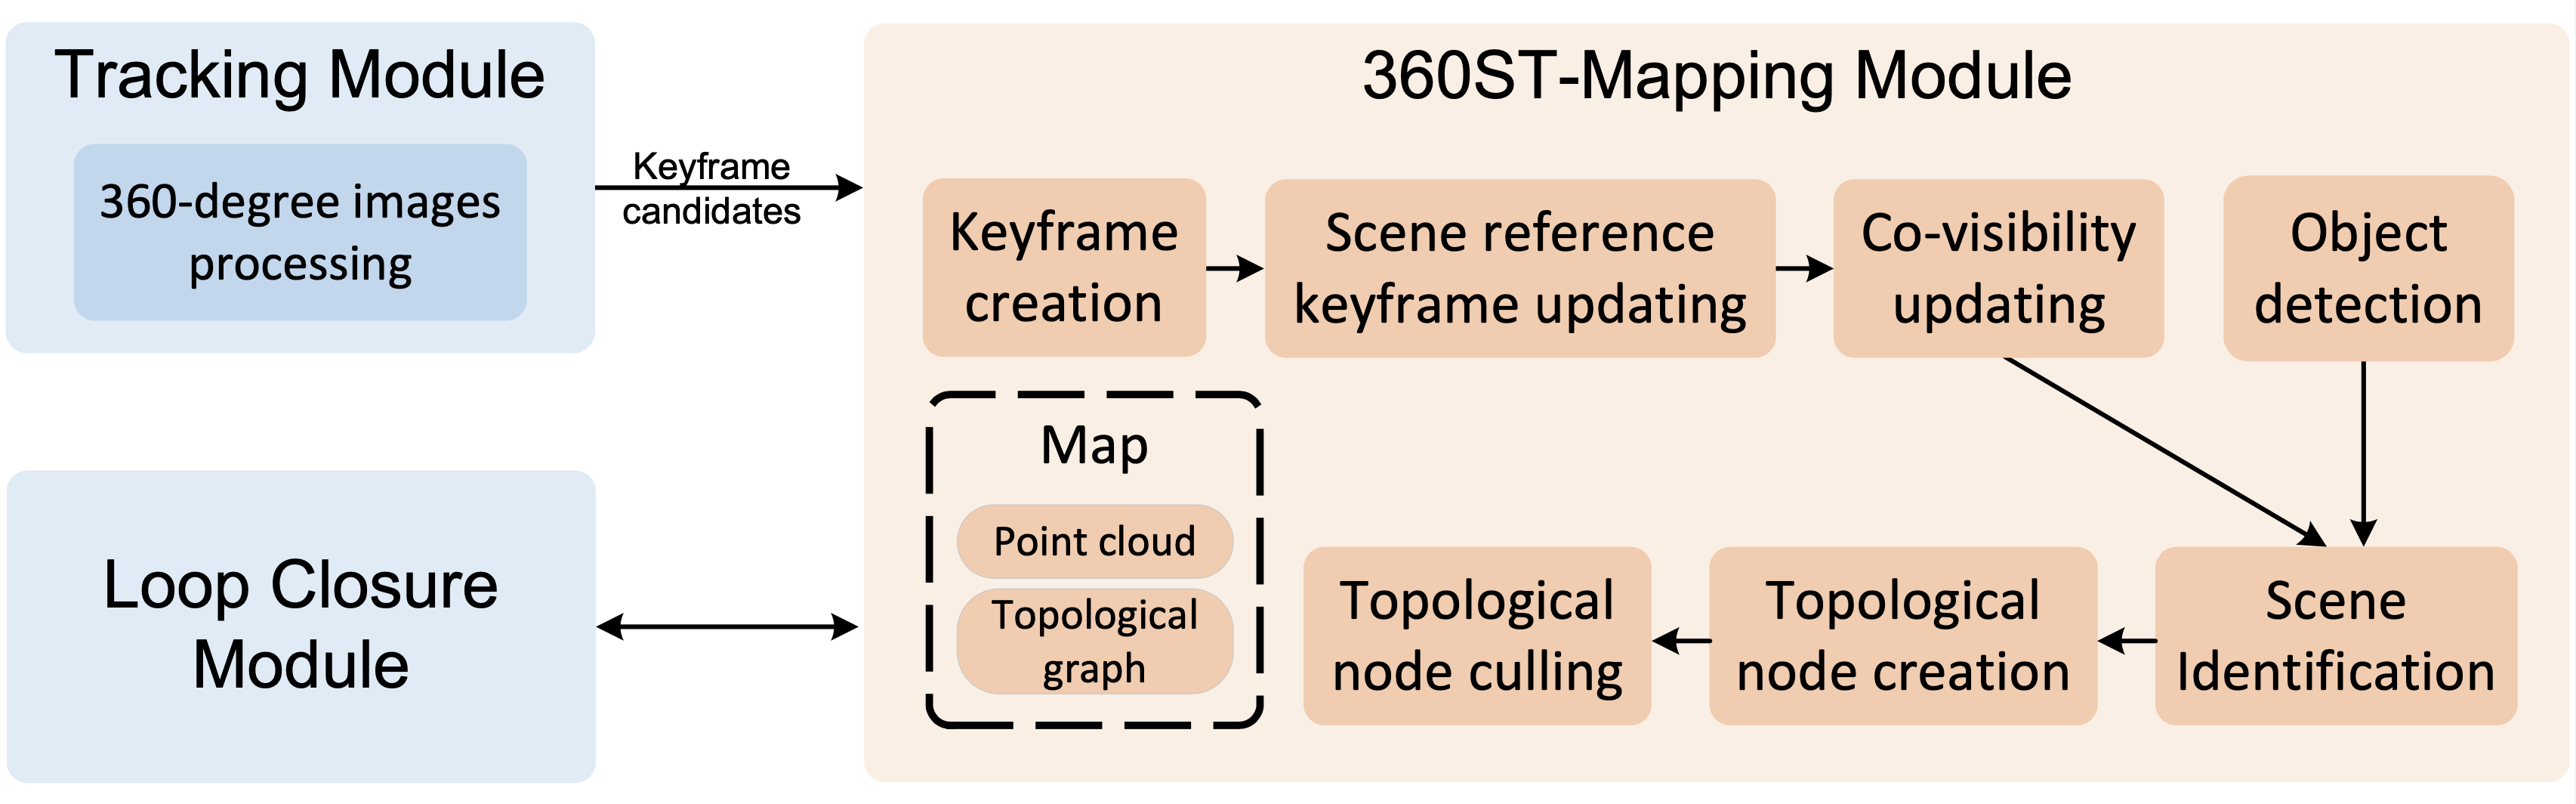 Tracking Module
360-degree images
processing
Keyframe
candidates
360ST-Mapping Module
Keyframe
creation
Scene reference
keyframe updating
Co-visibility
updating
Object
detection
Map
Point cloud
Topological
graph
Topological
node culling
Topological
node creation
Scene
Identification
Loop Closure
Module